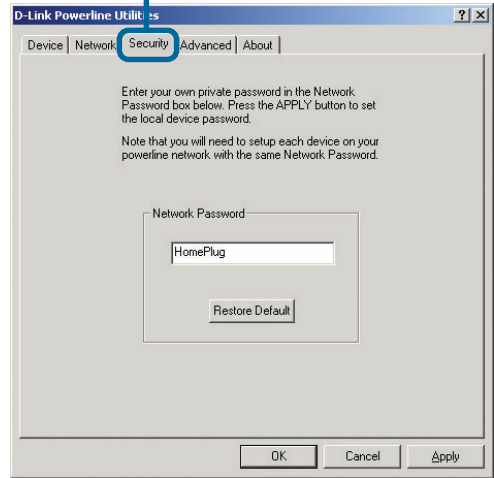 D-Link Powerline Utilities
Device Network Security Advanced About
Enter your own private password in the Network
Password box below. Press the APPLY button to set
the local device password.
Note that you will need to setup each device on your
powerline network with the same Network Password.
Network Password
HomePlug
Restore Default
OK Cancel Apply